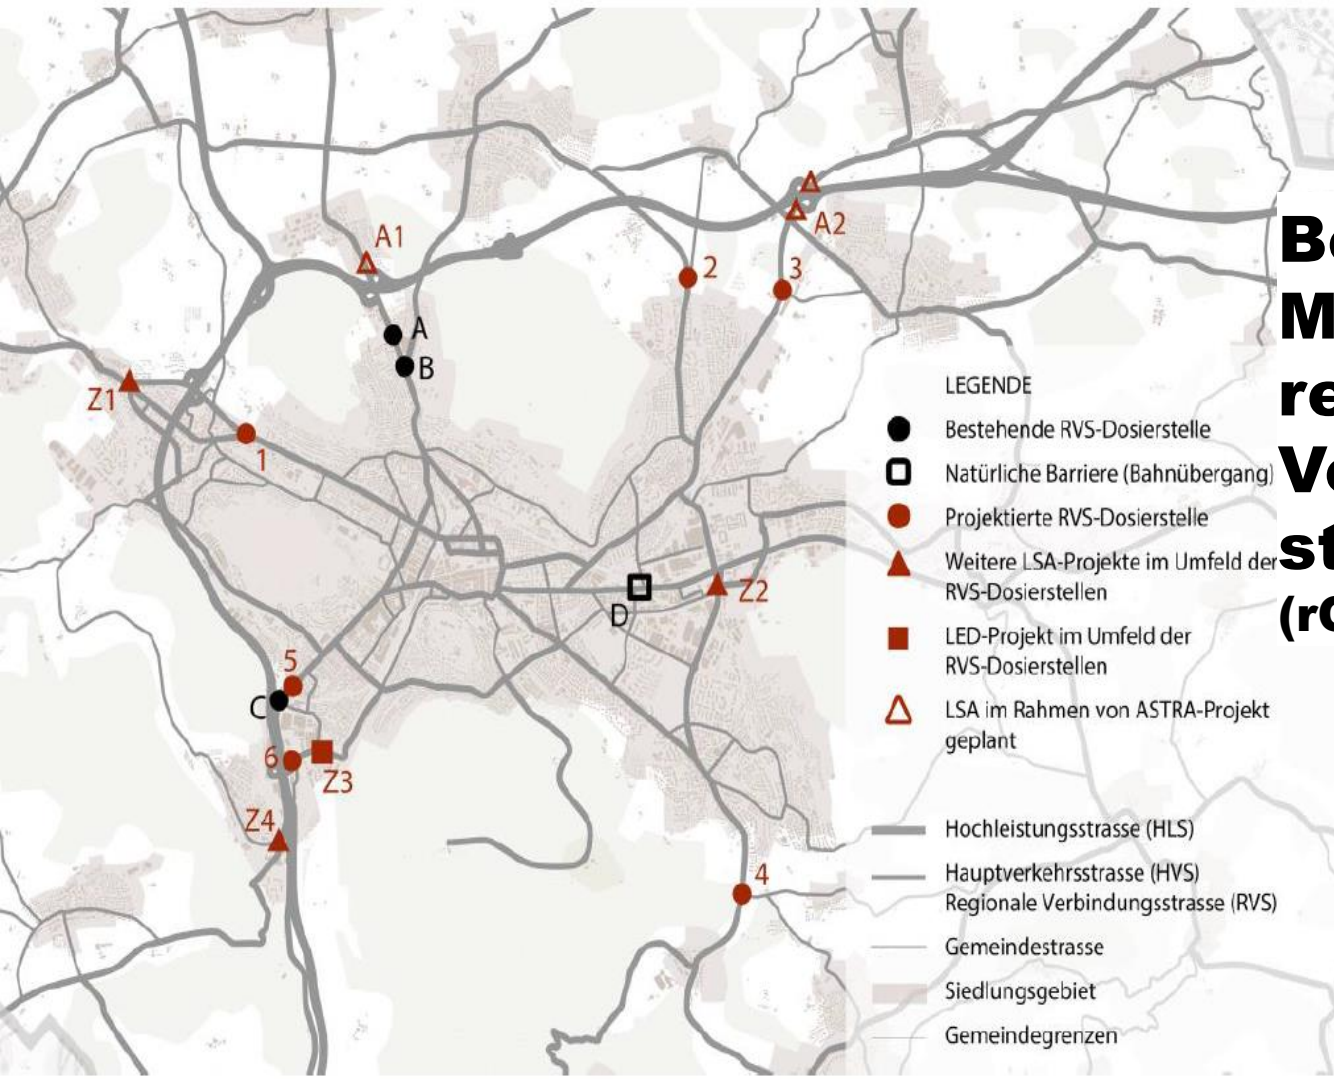 A1
A2
2
3
A
B
Z1
1
D
Z2
5
C
6
Z3
Z4
4
LEGENDE
Bestehende RVS-Dosierstelle
Natürliche Barriere (Bahnübergang)
Projektierte RVS-Dosierstelle
Weitere LSA-Projekte im Umfeld der
RVS-Dosierstellen
LED-Projekt im Umfeld der
RVS-Dosierstellen
LSA im Rahmen von ASTRA-Projekt
geplant
Hochleistungsstrasse (HLS)
Hauptverkehrsstrasse (HVS)
Regionale Verbindungsstrasse (RVS)
Gemeindestrasse
Siedlungsgebiet
Gemeindegrenzen
M
re
st